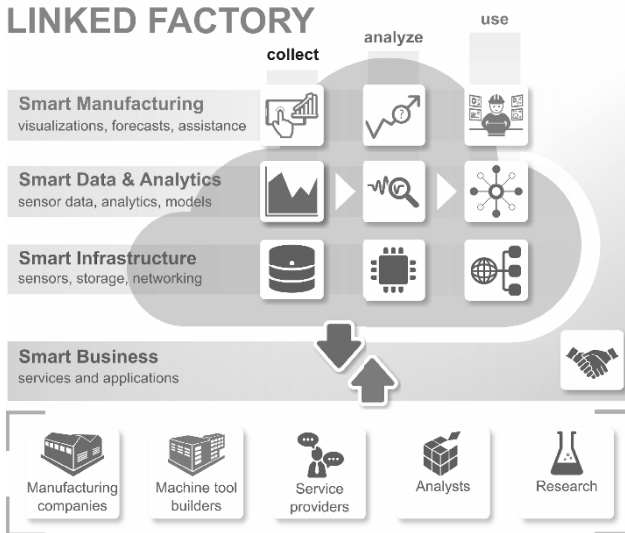 LINKED FACTORY
collect
analyze
use
Smart Manufacturing
visualizations, forecasts, assistance
?
Smart Data & Analytics
sensor data, analytics, models
Smart Infrastructure
sensors, storage, networking
Smart Business
services and applications
Manufacturing
companies
Machine tool
builders
Service
providers
Analysts
Research